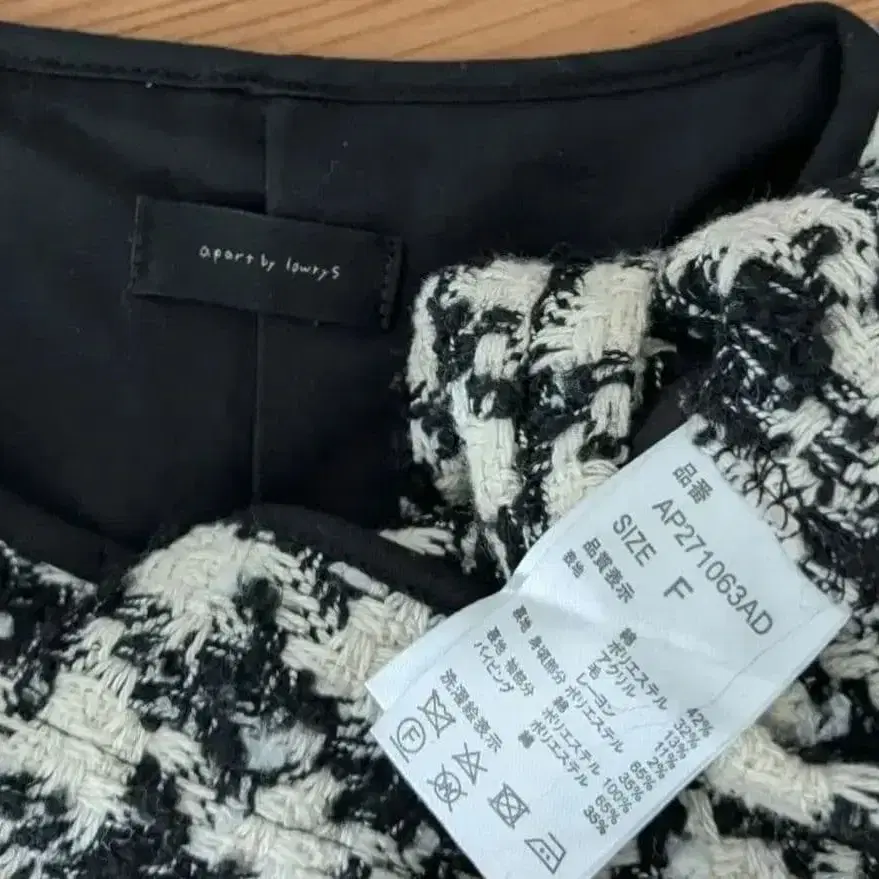 apart by lowrys
品番 AP271063AD
SIZE F
品質表示
表地 綿 42%
ポリエステル 32%
アクリル 13%
毛 11%
レーヨン 2%
裏地 身頃部分 ポリエステル 65%
綿 35%
裏地 袖部分 ポリエステル 100%
パイピング ポリエステル 65%
綿 35%
洗濯絵表示
F